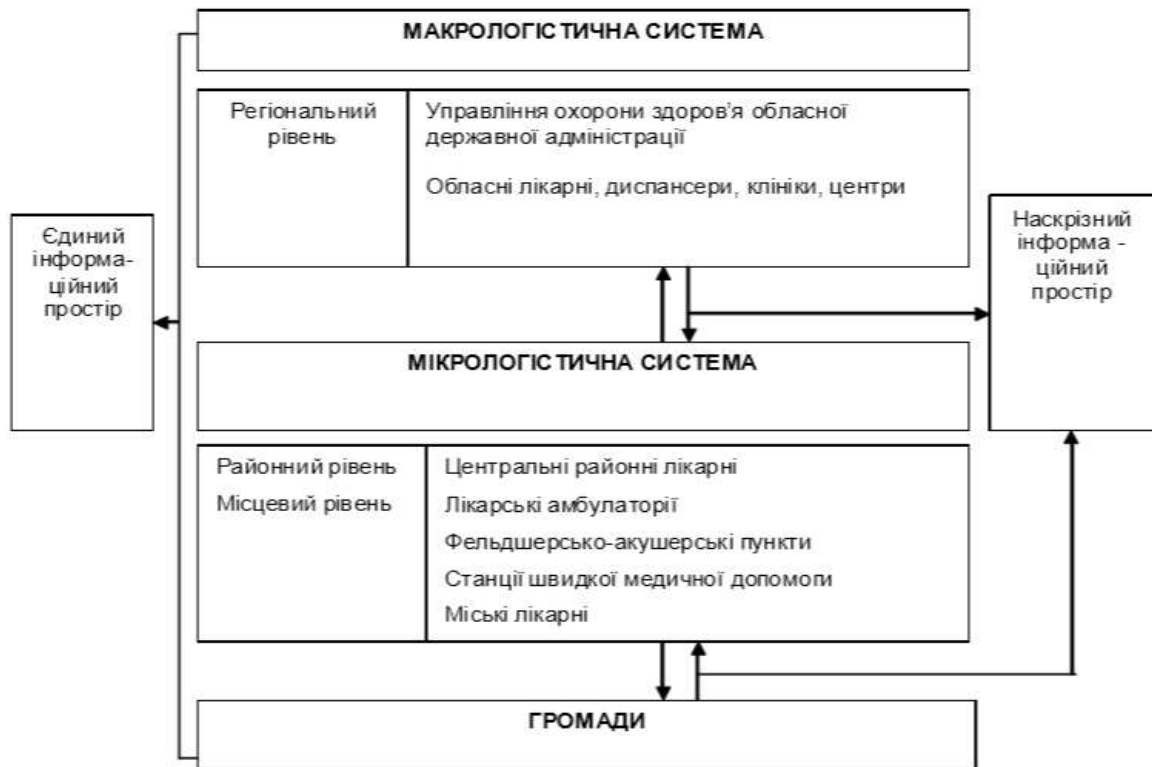 МАКРОЛОГІСТИЧНА СИСТЕМА
Регіональний
рівень
Управління охорони здоров'я обласної
державної адміністрації
Обласні лікарні, диспансери, клініки, центри
Єдиний
інформа-
ційний
простір
Наскрізний
інформа -
ційний
простір
МІКРОЛОГІСТИЧНА СИСТЕМА
Районний рівень
Місцевий рівень
Центральні районні лікарні
Лікарські амбулаторії
Фельдшерсько-акушерські пункти
Станції швидкої медичної допомоги
Міські лікарні
ГРОМАДИ